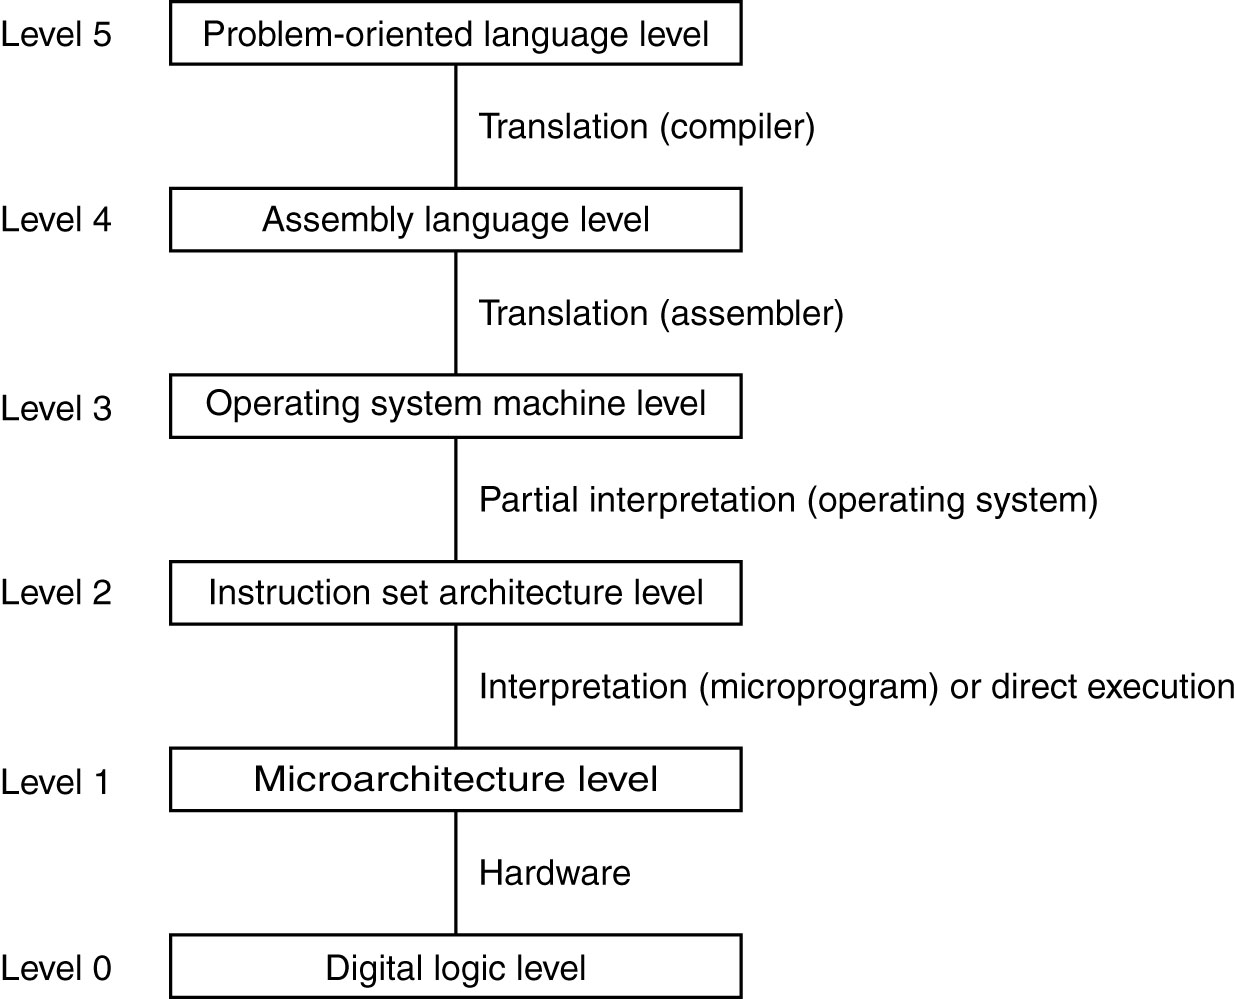 Level 5 Problem-oriented language level
Translation (compiler)
Level 4 Assembly language level
Translation (assembler)
Level 3 Operating system machine level
Partial interpretation (operating system)
Level 2 Instruction set architecture level
Interpretation (microprogram) or direct execution
Level 1 Microarchitecture level
Hardware
Level 0 Digital logic level